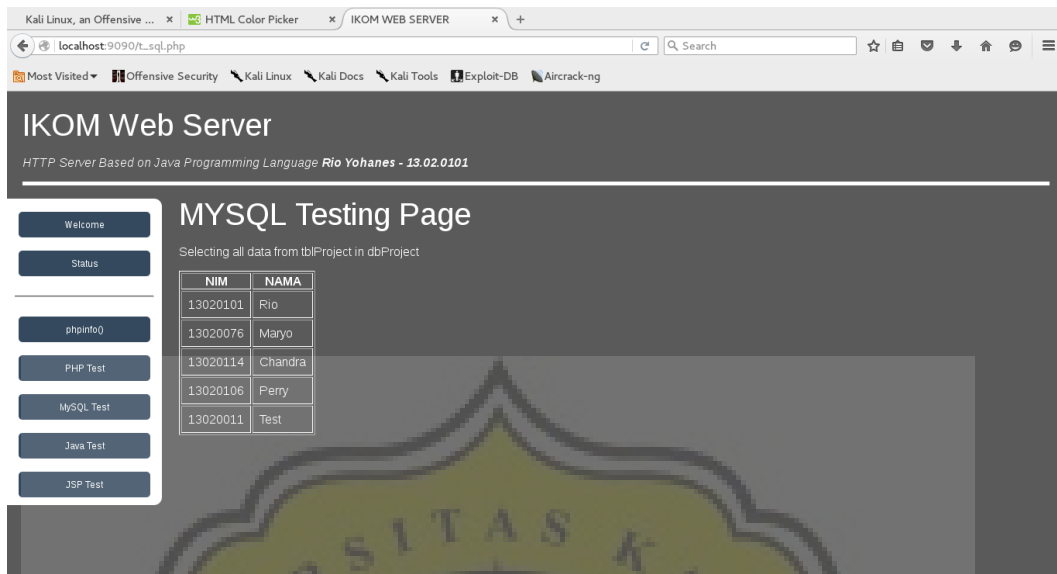 Kali Linux, an Offensive ... × HTML Color Picker × IKOM WEB SERVER × +
localhost:9090/t_sql.php Search
Most Visited Offensive Security Kali Linux Kali Docs Kali Tools Exploit-DB Aircrack-ng
IKOM Web Server
HTTP Server Based on Java Programming Language Rio Yohanes - 13.02.0101
Welcome
Status
phpinfo()
PHP Test
MySQL Test
Java Test
JSP Test
MYSQL Testing Page
Selecting all data from tblProject in dbProject
NIM NAMA
13020101 Rio
13020076 Maryo
13020114 Chandra
13020106 Perry
13020011 Test
SITAS K